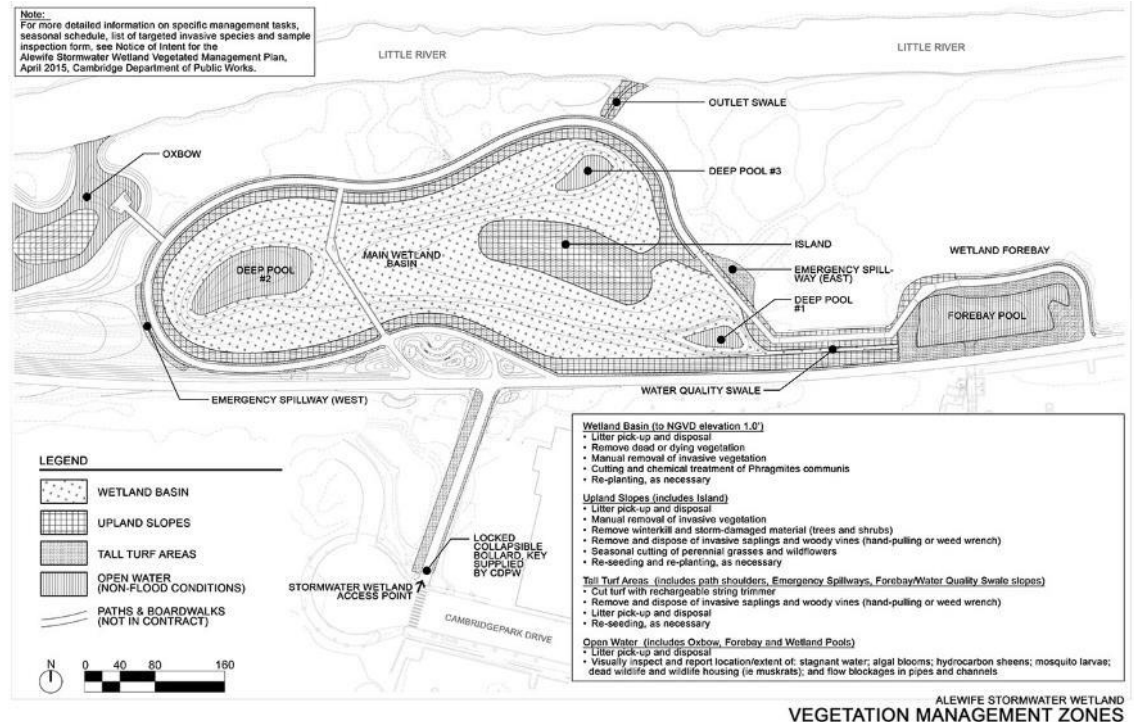 Note:
For more detailed information on specific management tasks,
seasonal schedule, list of targeted invasive species and sample
inspection form, see Notice of Intent for the
Alewife Stormwater Wetland Vegetated Management Plan,
April 2015, Cambridge Department of Public Works.
LITTLE RIVER
LITTLE RIVER
OUTLET SWALE
OXBOW
DEEP POOL #3
ISLAND
WETLAND FOREBAY
MAIN WETLAND
BASIN
DEEP POOL
#2
EMERGENCY SPILL-
WAY (EAST)
DEEP POOL
#1
FOREBAY POOL
WATER QUALITY SWALE
EMERGENCY SPILLWAY (WEST)
LEGEND
WETLAND BASIN
UPLAND SLOPES
TALL TURF AREAS
OPEN WATER
(NON-FLOOD CONDITIONS)
PATHS & BOARDWALKS
(NOT IN CONTRACT)
N
0 40 80 160
LOCKED
COLLAPSIBLE
BOLLARD, KEY
SUPPLIED
BY CDPW
STORMWATER WETLAND
ACCESS POINT
CAMBRIDGEPARK DRIVE
Wetland Basin (to NGVD elevation 1.0')
• Litter pick-up and disposal
• Remove dead or dying vegetation
• Manual removal of invasive vegetation
• Cutting and chemical treatment of Phragmites communis
• Re-planting, as necessary
Upland Slopes (includes Island)
• Litter pick-up and disposal
• Manual removal of invasive vegetation
• Remove winterkill and storm-damaged material (trees and shrubs)
• Remove and dispose of invasive saplings and woody vines (hand-pulling or weed wrench)
• Seasonal cutting of perennial grasses and wildflowers
• Re-seeding and re-planting, as necessary
Tall Turf Areas (includes path shoulders, Emergency Spillways, Forebay/Water Quality Swale slopes)
• Cut turf with rechargeable string trimmer
• Remove and dispose of invasive saplings and woody vines (hand-pulling or weed wrench)
• Litter pick-up and disposal
• Re-seeding, as necessary
Open Water (includes Oxbow, Forebay and Wetland Pools)
• Litter pick-up and disposal
• Visually inspect and report location/extent of: stagnant water; algal blooms; hydrocarbon sheens; mosquito larvae;
dead wildlife and wildlife housing (ie muskrats); and flow blockages in pipes and channels
ALEWIFE STORMWATER WETLAND
VEGETATION MANAGEMENT ZONES